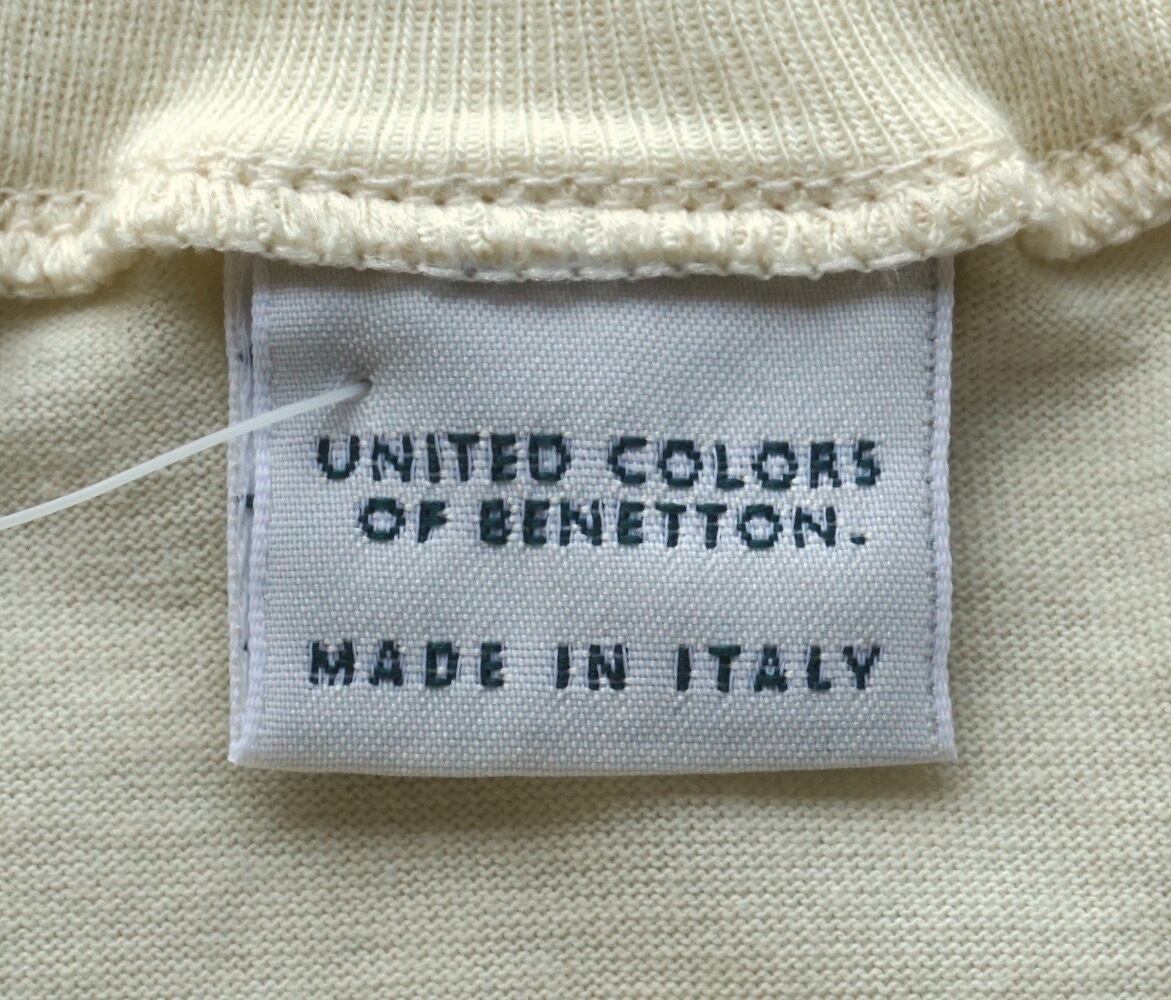 UNITED COLORS
OF BENETTON.
MADE IN ITALY